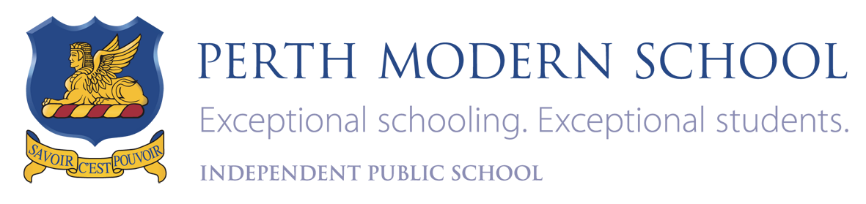 PERTH MODERN SCHOOL
Exceptional schooling. Exceptional students.
INDEPENDENT PUBLIC SCHOOL
SAVOIR C'EST POUVOIR